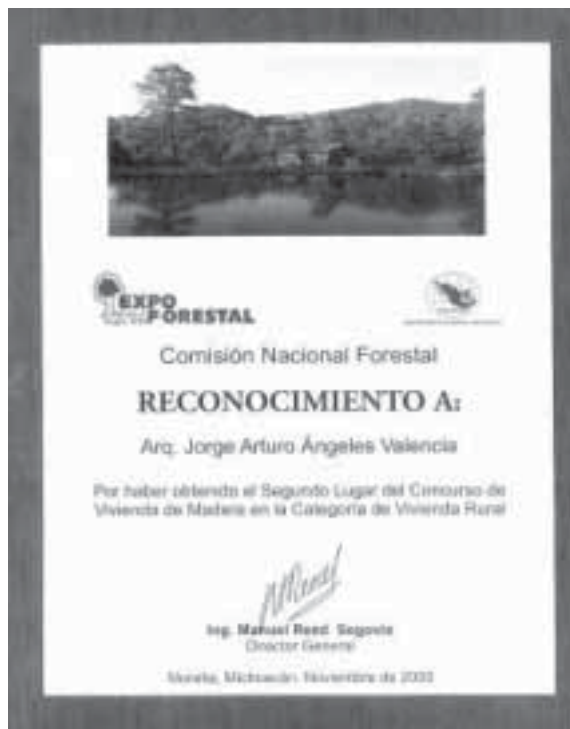 EXPO
FORESTAL
Comisión Nacional Forestal
RECONOCIMIENTO A:
Arq. Jorge Arturo Ángeles Valencia
Por haber obtenido el Segundo Lugar del Concurso de
Vivienda de Madera en la Categoría de Vivienda Rural
Ing. Manuel Reed Segovia
Director General
Morelia, Michoacán. Noviembre de